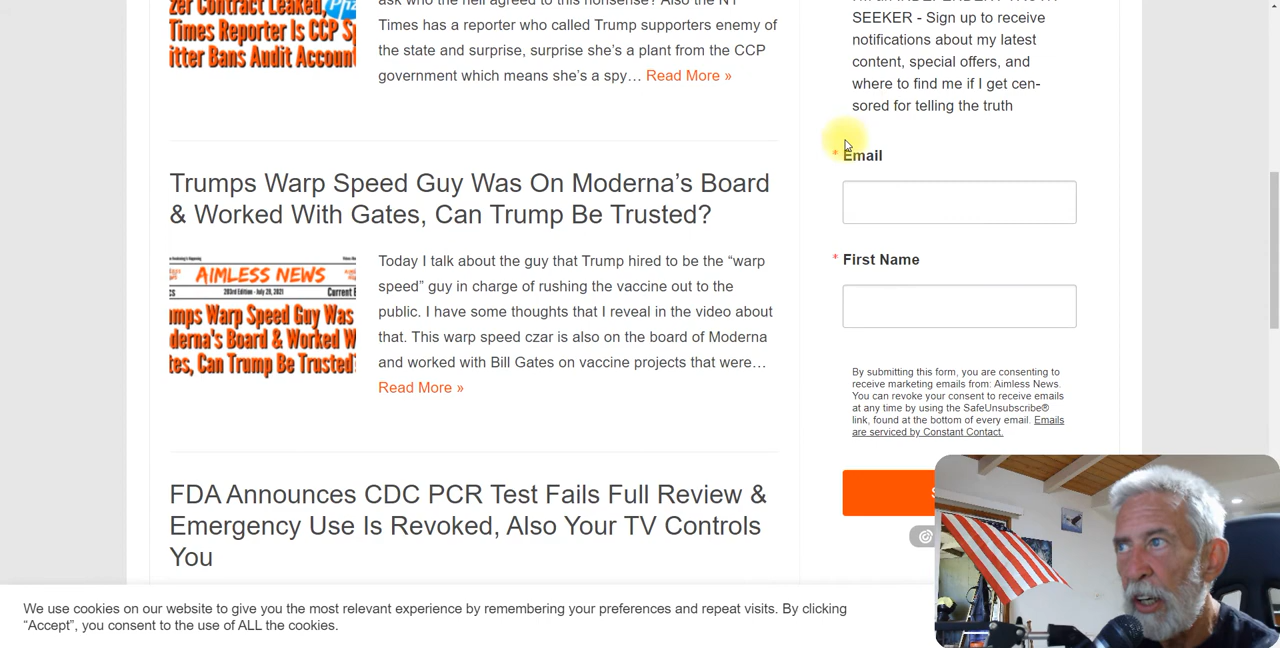 zer Contract Leaked,
Times Reporter Is CCP Sp
itter Bans Audit Accoun
ask who the hell agreed to this nonsense? Also the NY
Times has a reporter who called Trump supporters enemy of
the state and surprise, surprise she's a plant from the CCP
government which means she's a spy… Read More »
Trumps Warp Speed Guy Was On Moderna's Board
& Worked With Gates, Can Trump Be Trusted?
AIMLESS NEWS
203rd Edition - July 29, 2021
Current E
umps Warp Speed Guy Was
derna's Board & Worked W
tes, Can Trump Be Trusted?
Today I talk about the guy that Trump hired to be the “warp
speed” guy in charge of rushing the vaccine out to the
public. I have some thoughts that I reveal in the video about
that. This warp speed czar is also on the board of Moderna
and worked with Bill Gates on vaccine projects that were…
Read More »
FDA Announces CDC PCR Test Fails Full Review &
Emergency Use Is Revoked, Also Your TV Controls
You
SEEKER - Sign up to receive
notifications about my latest
content, special offers, and
where to find me if I get cen-
sored for telling the truth
* Email
* First Name
By submitting this form, you are consenting to
receive marketing emails from: Aimless News.
You can revoke your consent to receive emails
at any time by using the SafeUnsubscribe®
link, found at the bottom of every email. Emails
are serviced by Constant Contact.
We use cookies on our website to give you the most relevant experience by remembering your preferences and repeat visits. By clicking
“Accept”, you consent to the use of ALL the cookies.